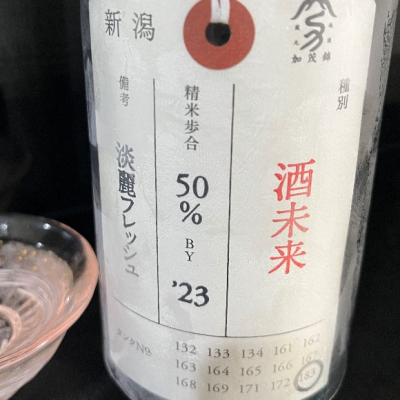 新潟
加茂錦
種別
酒未来
精米歩合
50%
BY
'23
備考
淡麗フレッシュ
タンクNo.
132 133 134 161 162
163 164 165 166 167
168 169 171 172 183